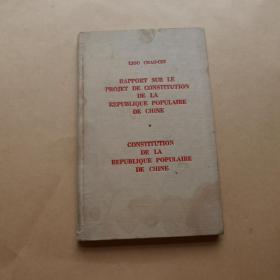 LIOU CHAO-CHI
RAPPORT SUR LE
PROJET DE CONSTITUTION
DE LA
REPUBLIQUE POPULAIRE
DE CHINE
*
CONSTITUTION
DE LA
REPUBLIQUE POPULAIRE
DE CHINE